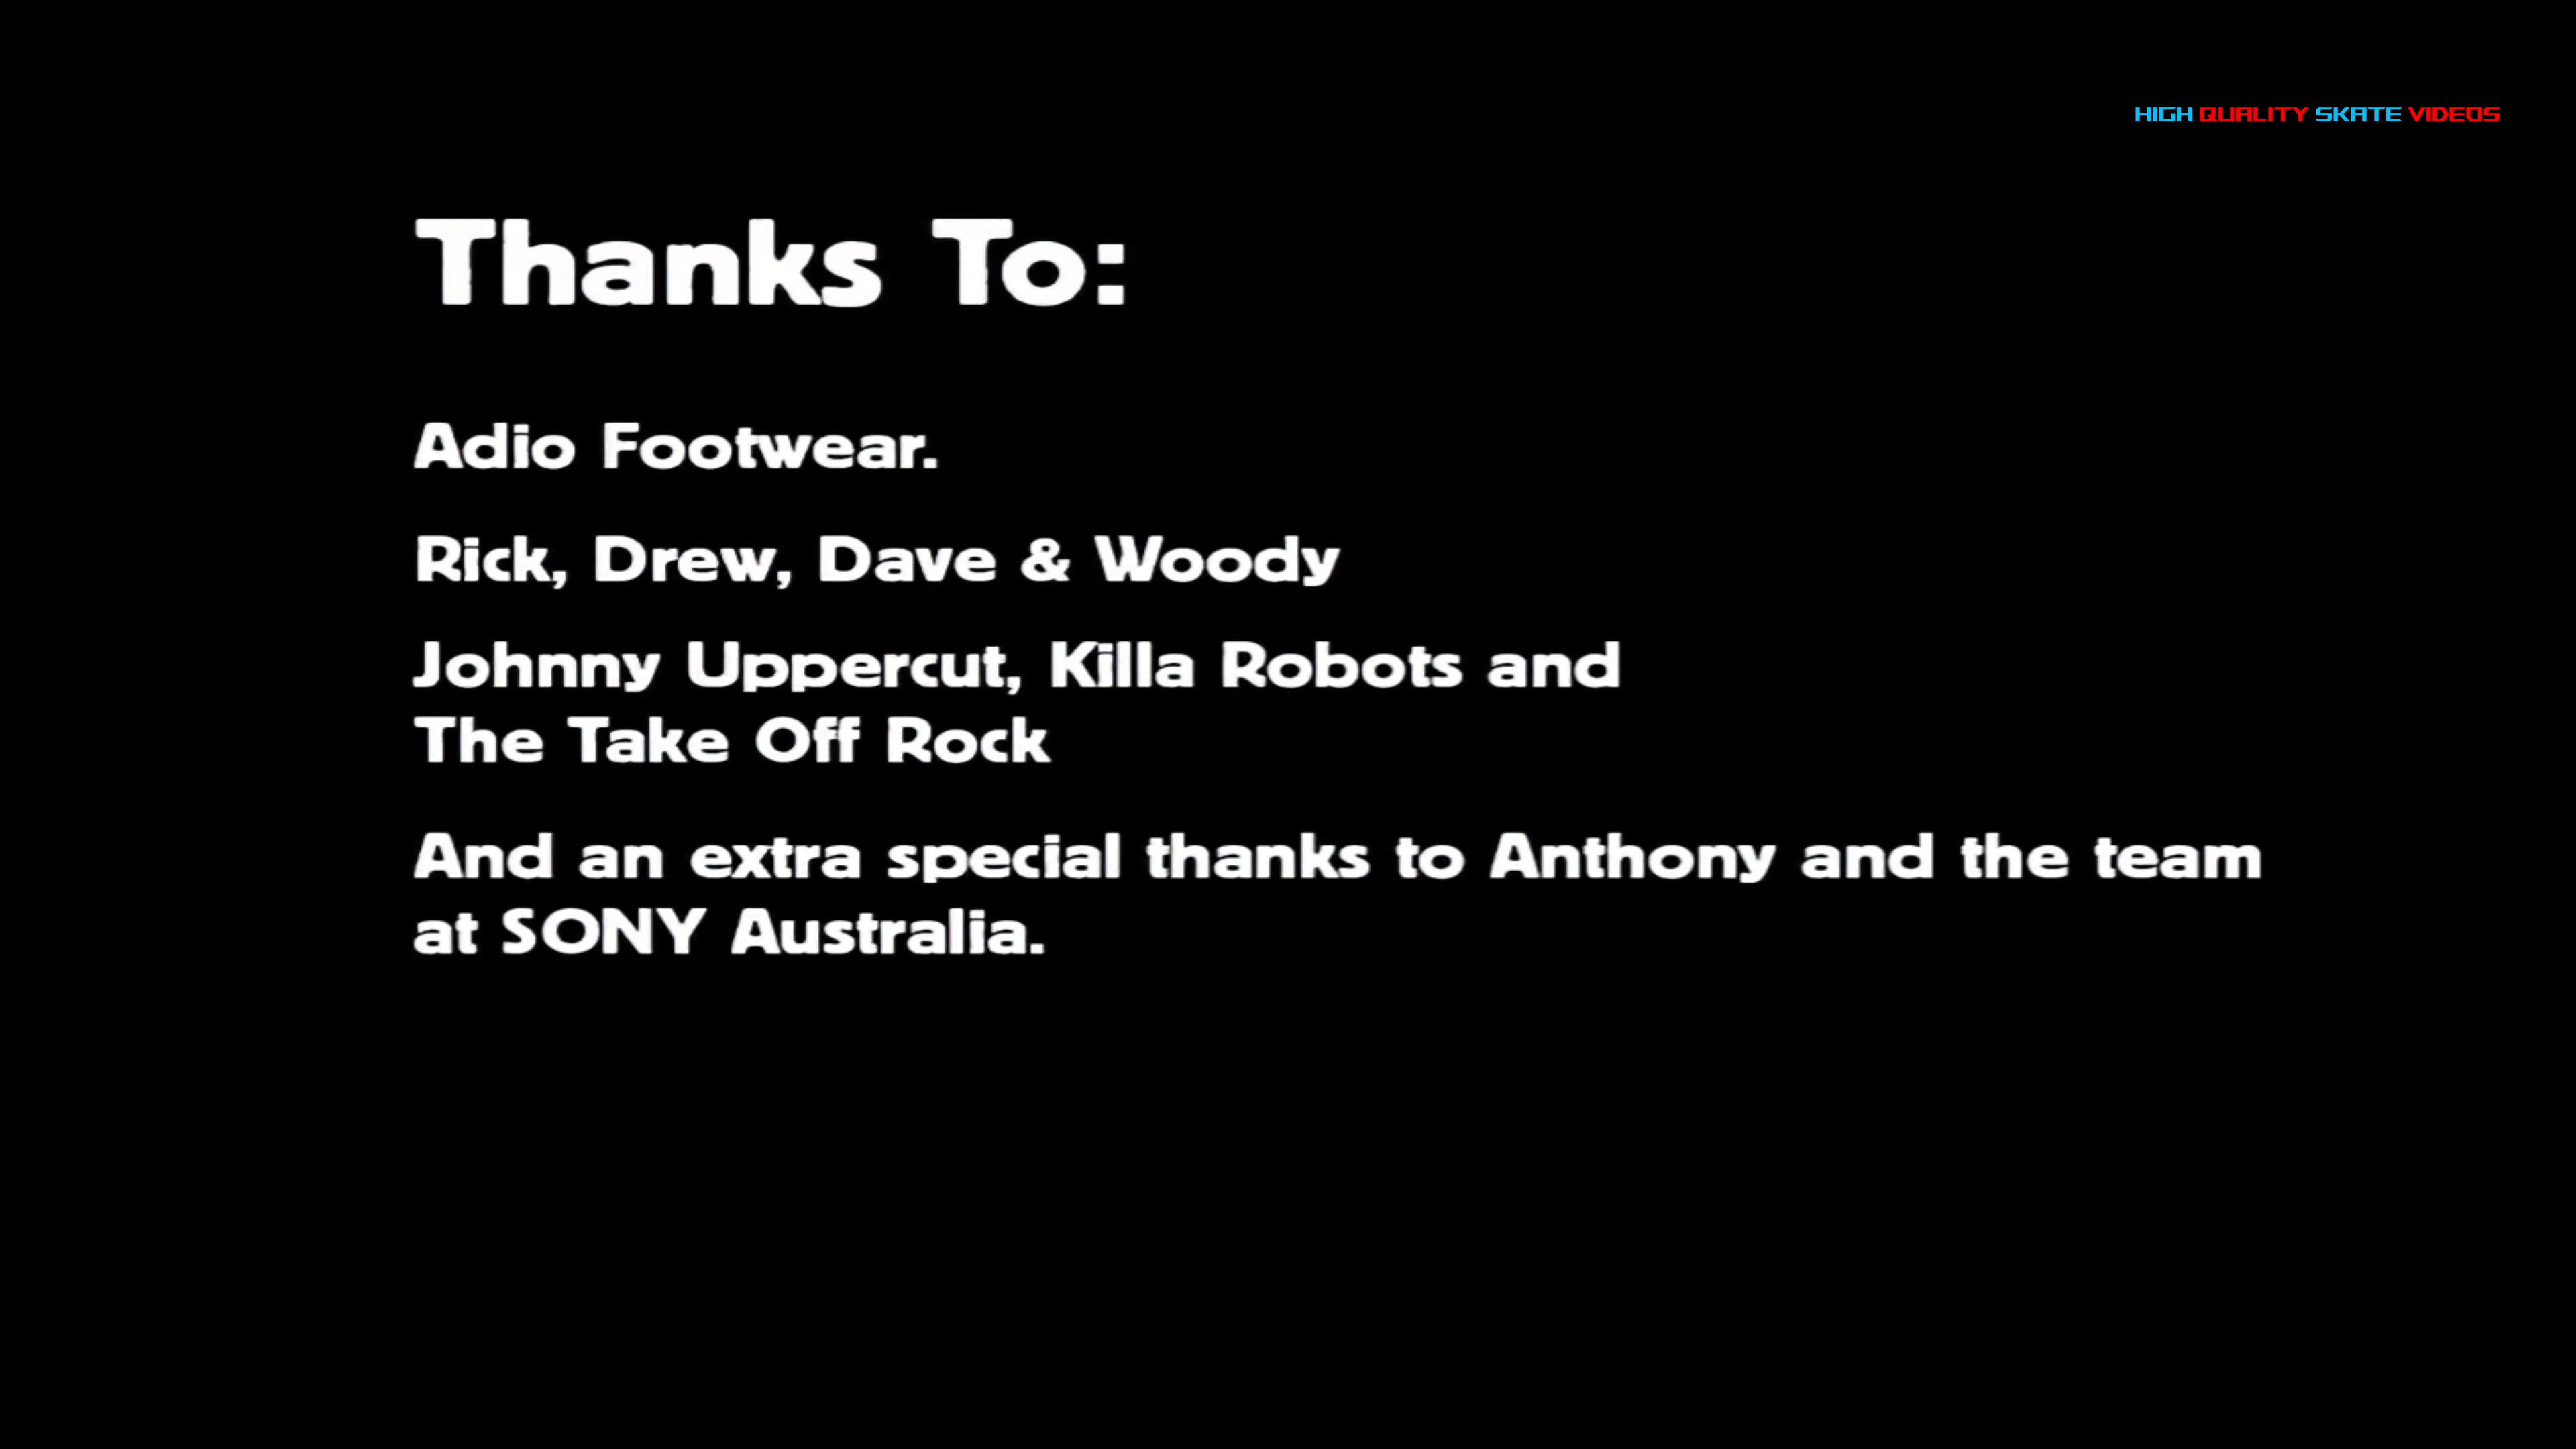 HIGH QUALITY SKATE VIDEOS
Thanks To:
Adio Footwear.
Rick, Drew, Dave & Woody
Johnny Uppercut, Killa Robots and
The Take Off Rock
And an extra special thanks to Anthony and the team
at SONY Australia.